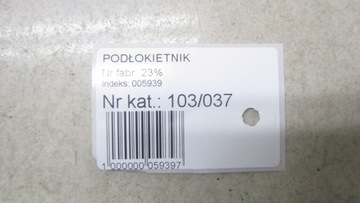 PODŁOKIETNIK
Nr fabr. 23%
Indeks: 005939
Nr kat.: 103/037
1 000000 059397